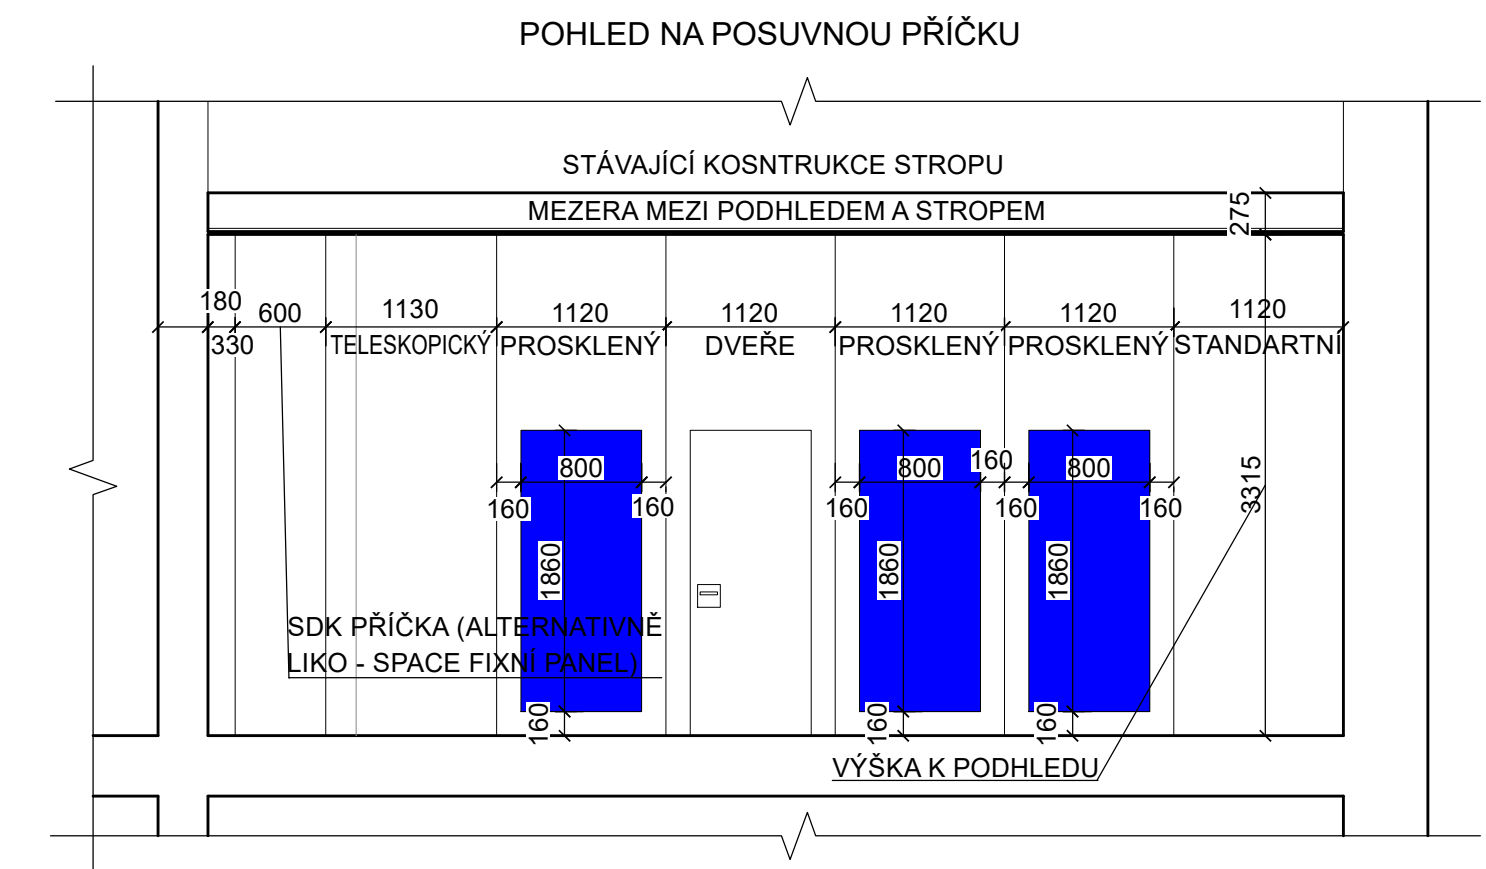 POHLED NA POSUVNOU PŘÍČKU
STÁVAJÍCÍ KOSNTRUKCE STROPU
MEZERA MEZI PODHLEDEM A STROPEM
275
180
600
1130
1120
1120
1120
1120
1120
330
TELESKOPICKÝ
PROSKLENÝ
DVEŘE
PROSKLENÝ
PROSKLENÝ
STANDARTNÍ
800
800
160
800
3315
160
160
160
160
160
1860
1860
1860
SDK PŘÍČKA (ALTERNATIVNĚ
LIKO - SPACE FIXNÍ PANEL)
160
160
160
VÝŠKA K PODHLEDU